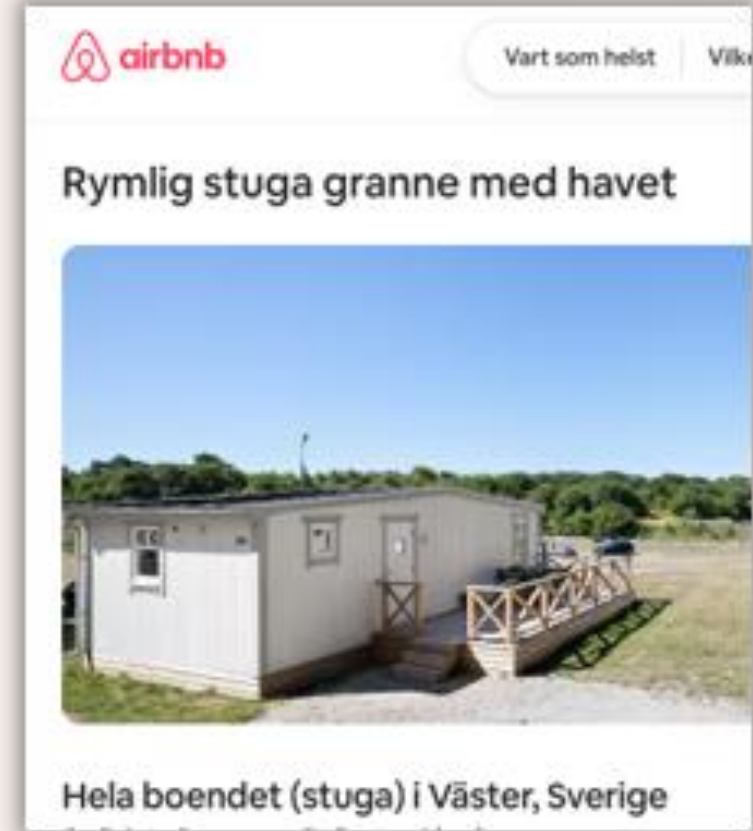 airbnb
Vart som helst
Rymlig stuga granne med havet
Hela boendet (stuga) i Väster, Sverige